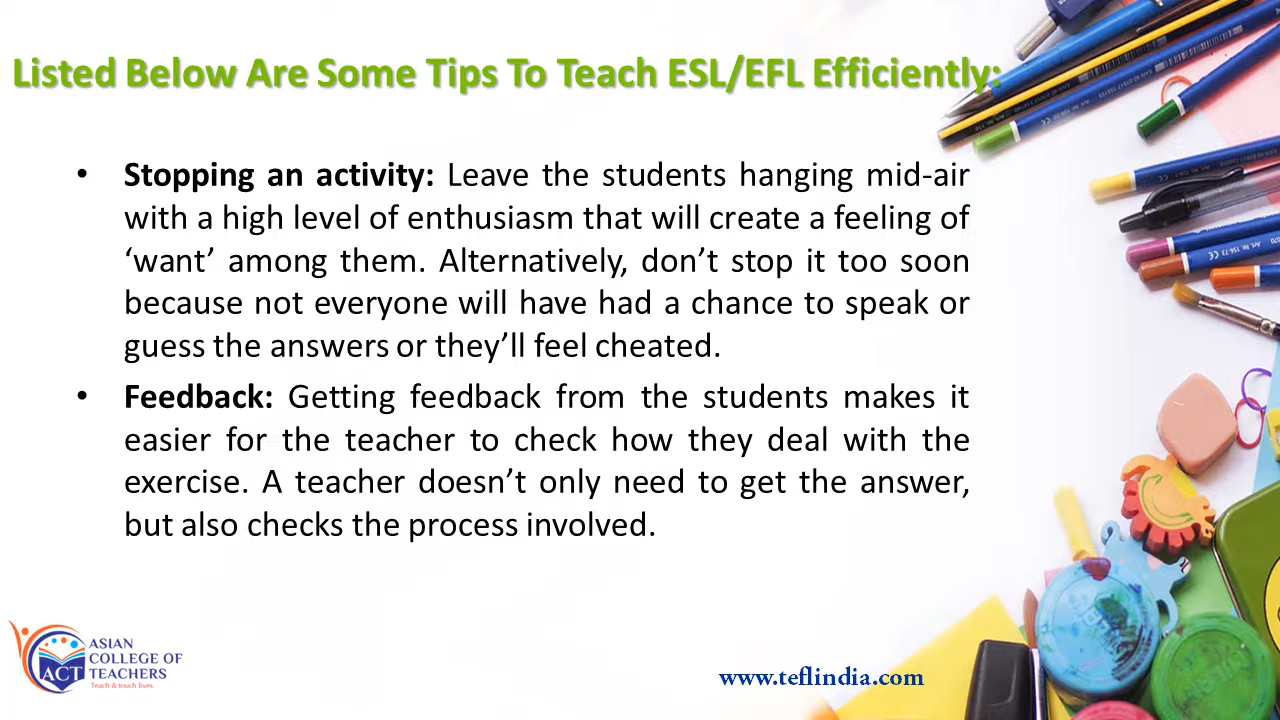 Listed Below Are Some Tips To Teach ESL/EFL Efficiently:
• Stopping an activity: Leave the students hanging mid-air
with a high level of enthusiasm that will create a feeling of
‘want’ among them. Alternatively, don’t stop it too soon
because not everyone will have had a chance to speak or
guess the answers or they’ll feel cheated.
• Feedback: Getting feedback from the students makes it
easier for the teacher to check how they deal with the
exercise. A teacher doesn’t only need to get the answer,
but also checks the process involved.
ACT
ASIAN
COLLEGE OF
TEACHERS
Teach & touch lives.
www.teflindia.com